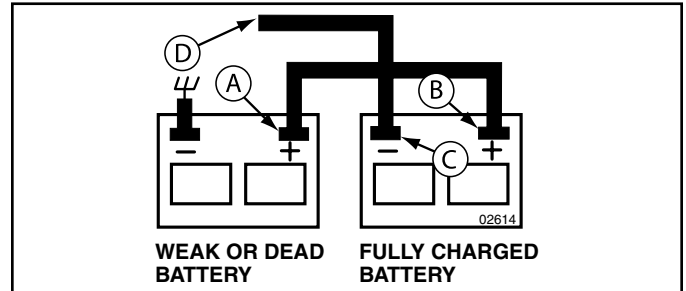 D
A
B
C
− + − +
02614
WEAK OR DEAD
BATTERY
FULLY CHARGED
BATTERY